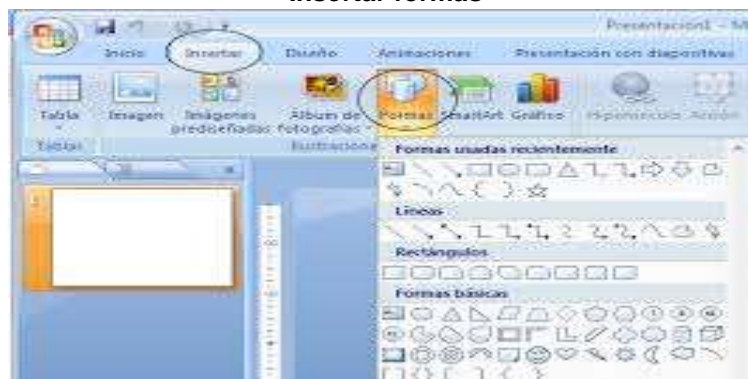 Insertar formas
Presentación1 - M
Inicio Insertar Diseño Animaciones Presentación con diapositivas
Tabla Imagen Imágenes prediseñadas Álbum de fotografías Formas SmartArt Gráfico Hipervínculo Acción
Tablas Ilustracione
Formas usadas recientemente
Líneas
Rectángulos
Formas básicas